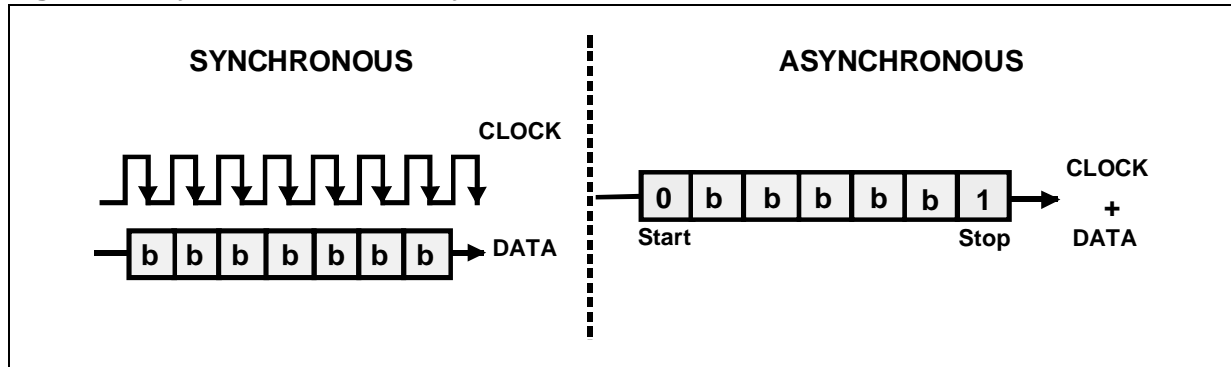 SYNCHRONOUS
CLOCK
b b b b b b b
DATA
ASYNCHRONOUS
0 b b b b b 1
Start Stop
CLOCK
+
DATA